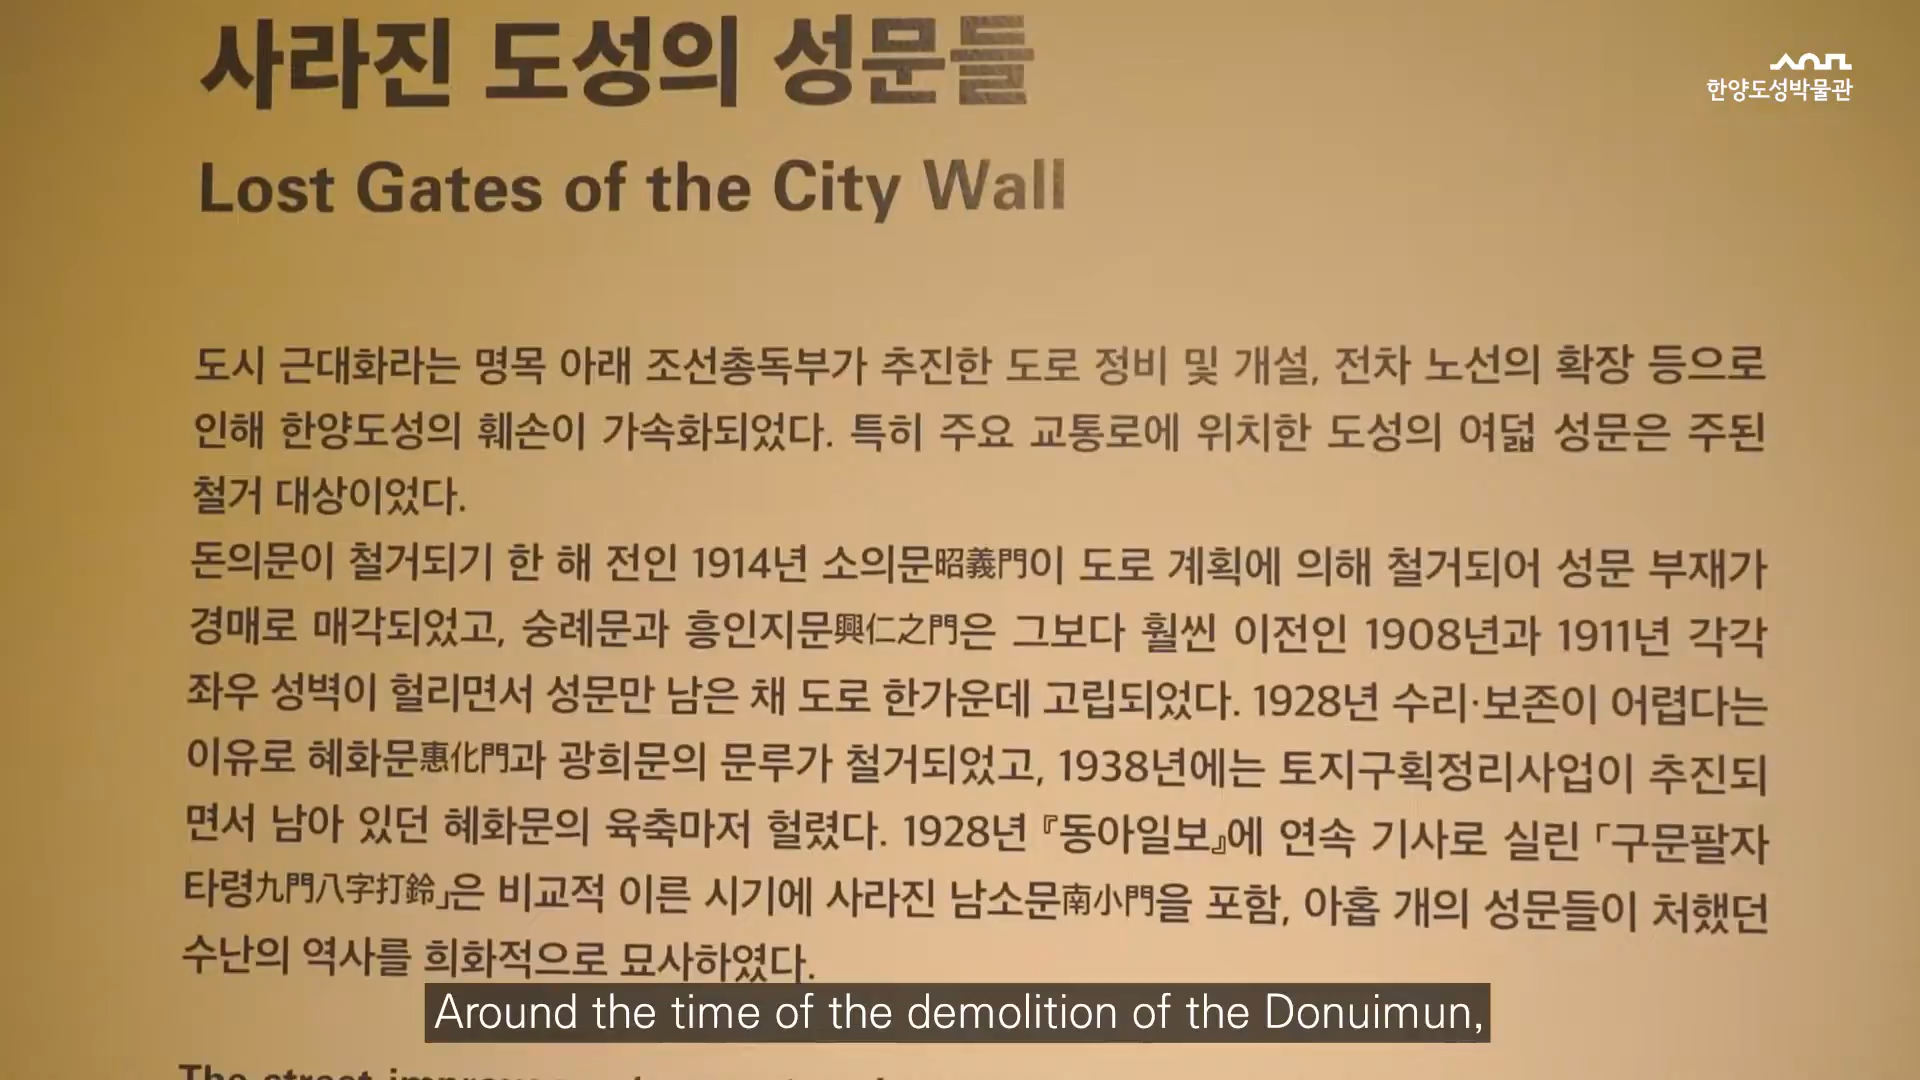 사라진 도성의 성문들
한양도성박물관
Lost Gates of the City Wall
도시 근대화라는 명목 아래 조선총독부가 추진한 도로 정비 및 개설, 전차 노선의 확장 등으로
인해 한양도성의 훼손이 가속화되었다. 특히 주요 교통로에 위치한 도성의 여덟 성문은 주된
철거 대상이었다.
돈의문이 철거되기 한 해 전인 1914년 소의문昭義門이 도로 계획에 의해 철거되어 성문 부재가
경매로 매각되었고, 숭례문과 흥인지문興仁之門은 그보다 훨씬 이전인 1908년과 1911년 각각
좌우 성벽이 헐리면서 성문만 남은 채 도로 한가운데 고립되었다. 1928년 수리·보존이 어렵다는
이유로 혜화문惠化門과 광희문의 문루가 철거되었고, 1938년에는 토지구획정리사업이 추진되
면서 남아 있던 혜화문의 육축마저 헐렸다. 1928년 『동아일보』에 연속 기사로 실린 「구문팔자
타령九門八字打鈴」은 비교적 이른 시기에 사라진 남소문南小門을 포함, 아홉 개의 성문들이 처했던
수난의 역사를 희화적으로 묘사하였다.
Around the time of the demolition of the Donuimun,
The street